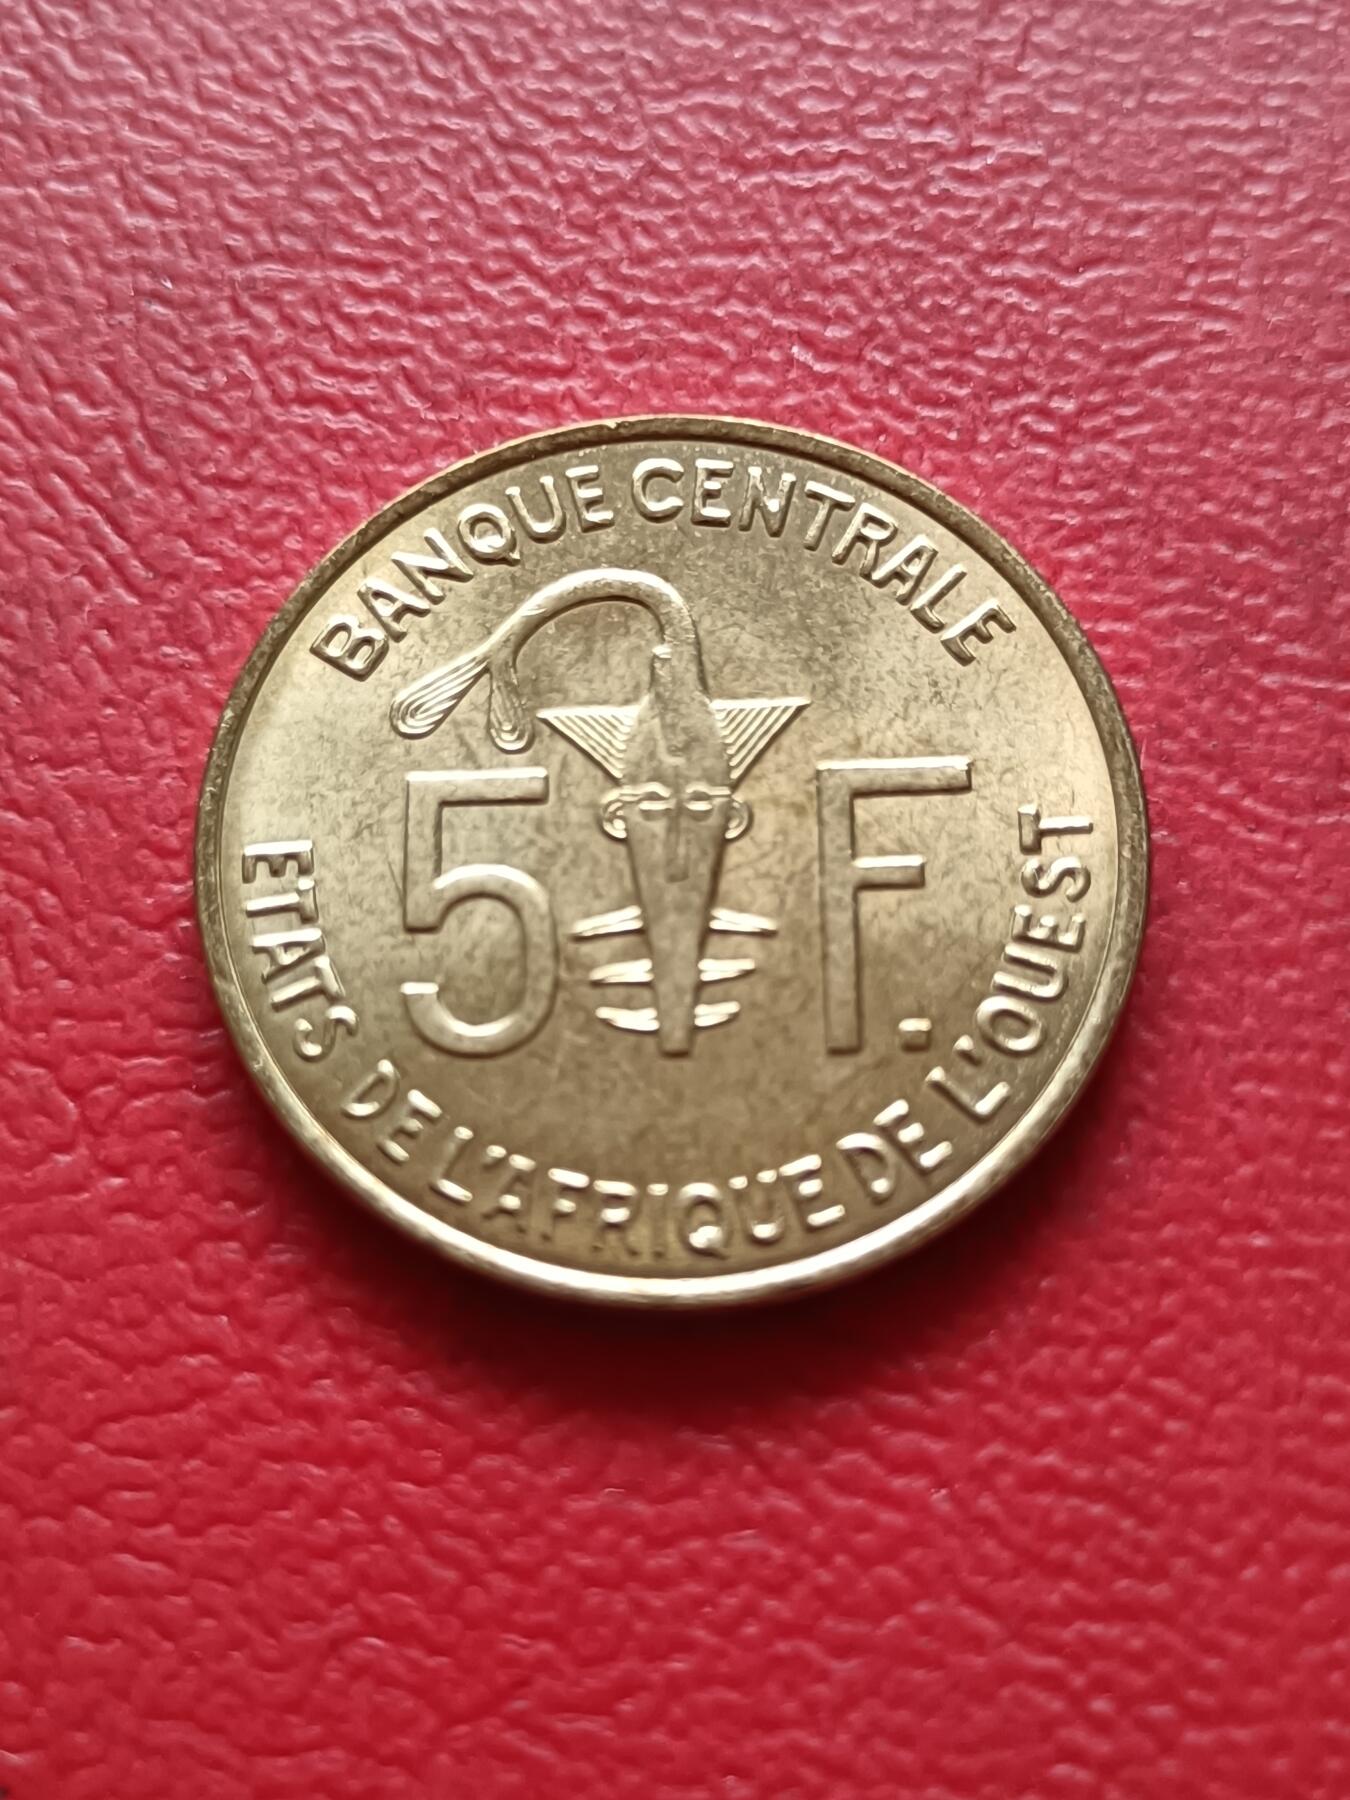 BANQUE CENTRALE
5 F.
ETATS DE L'AFRIQUE DE L'OUEST